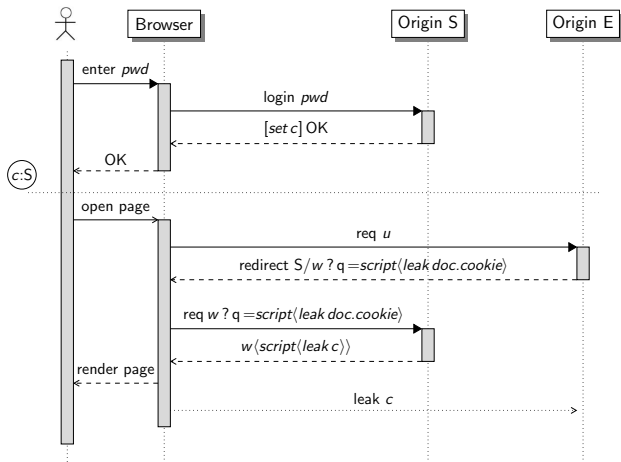 Browser
Origin S
Origin E
enter pwd
login pwd
[set c] OK
OK
c:S
open page
req u
redirect S/w ? q =script⟨leak doc.cookie⟩
req w ? q =script⟨leak doc.cookie⟩
w⟨script⟨leak c⟩⟩
render page
leak c